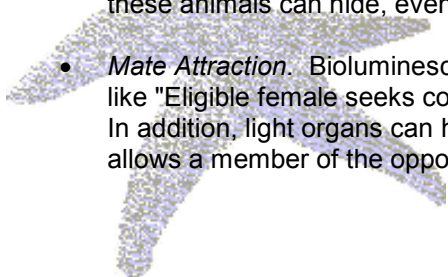 these animals can hide, even
• Mate Attraction. Bioluminesc
like "Eligible female seeks co
In addition, light organs can h
allows a member of the oppo